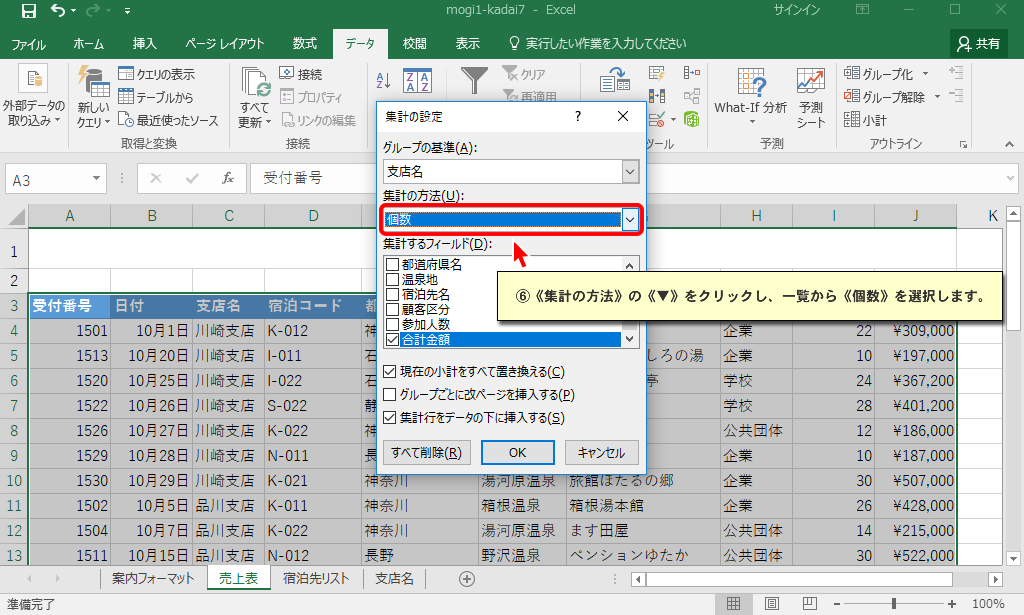 mogi1-kadai7 - Excel
サインイン
ファイル ホーム 挿入 ページ レイアウト 数式 データ 校閲 表示 実行したい作業を入力してください 共有
外部データの取り込み
新しいクエリ
クエリの表示
テーブルから
最近使ったソース
取得と変換
すべて更新
接続
プロパティ
リンクの編集
接続
クリア
再適用
ツール
What-If 分析
予測シート
予測
グループ化
グループ解除
小計
アウトライン
A3
fx
受付番号
A B C D H I J K
1
2
3 受付番号 日付 支店名 宿泊コード
4 1501 10月1日 川崎支店 K-012 企業 22 ¥309,000
5 1513 10月20日 川崎支店 I-011 しろの湯 企業 10 ¥197,000
6 1520 10月25日 川崎支店 I-022 亭 学校 24 ¥367,200
7 1522 10月26日 川崎支店 S-022 学校 28 ¥401,200
8 1526 10月27日 川崎支店 K-022 公共団体 12 ¥186,000
9 1529 10月28日 川崎支店 N-011 企業 10 ¥187,000
10 1530 10月29日 川崎支店 K-021 神奈川 湯河原温泉 旅館ほたるの郷 企業 30 ¥507,000
11 1502 10月5日 品川支店 K-011 神奈川 箱根温泉 箱根湯本館 企業 26 ¥428,000
12 1504 10月7日 品川支店 K-022 神奈川 湯河原温泉 ます田屋 公共団体 14 ¥215,000
13 1511 10月15日 品川支店 N-012 長野 野沢温泉 ペンションゆたか 公共団体 30 ¥522,000
集計の設定 ?
グループの基準(A):
支店名
集計の方法(U):
個数
集計するフィールド(D):
都道府県名
温泉地
宿泊先名
顧客区分
参加人数
合計金額
現在の小計をすべて置き換える(C)
グループごとに改ページを挿入する(P)
集計行をデータの下に挿入する(S)
すべて削除(R) OK キャンセル
⑥《集計の方法》の《▼》をクリックし、一覧から《個数》を選択します。
案内フォーマット 売上表 宿泊先リスト 支店名
準備完了
100%